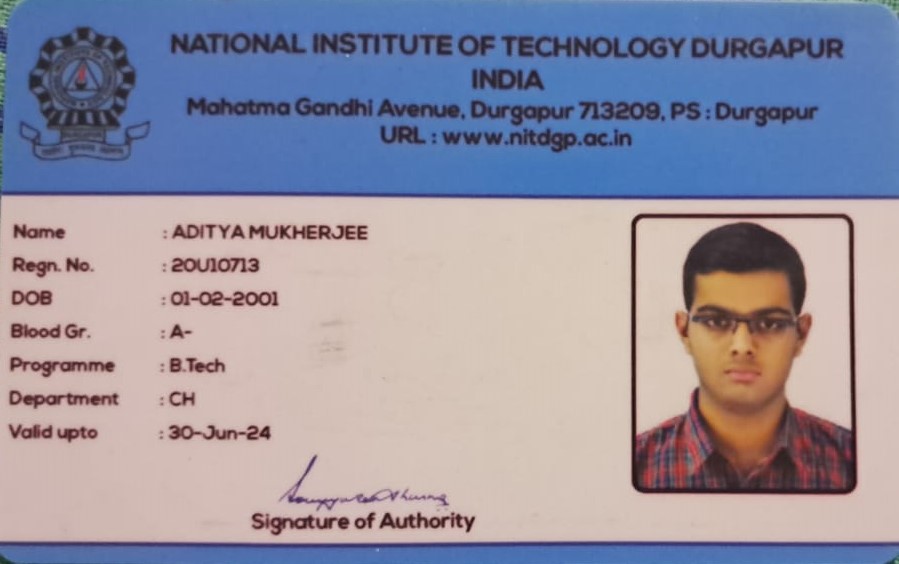 NATIONAL INSTITUTE OF TECHNOLOGY DURGAPUR
INDIA
Mahatma Gandhi Avenue, Durgapur 713209, PS : Durgapur
URL : www.nitdgp.ac.in
Name : ADITYA MUKHERJEE
Regn. No. : 20U10713
DOB : 01-02-2001
Blood Gr. : A-
Programme : B.Tech
Department : CH
Valid upto : 30-Jun-24
Signature of Authority